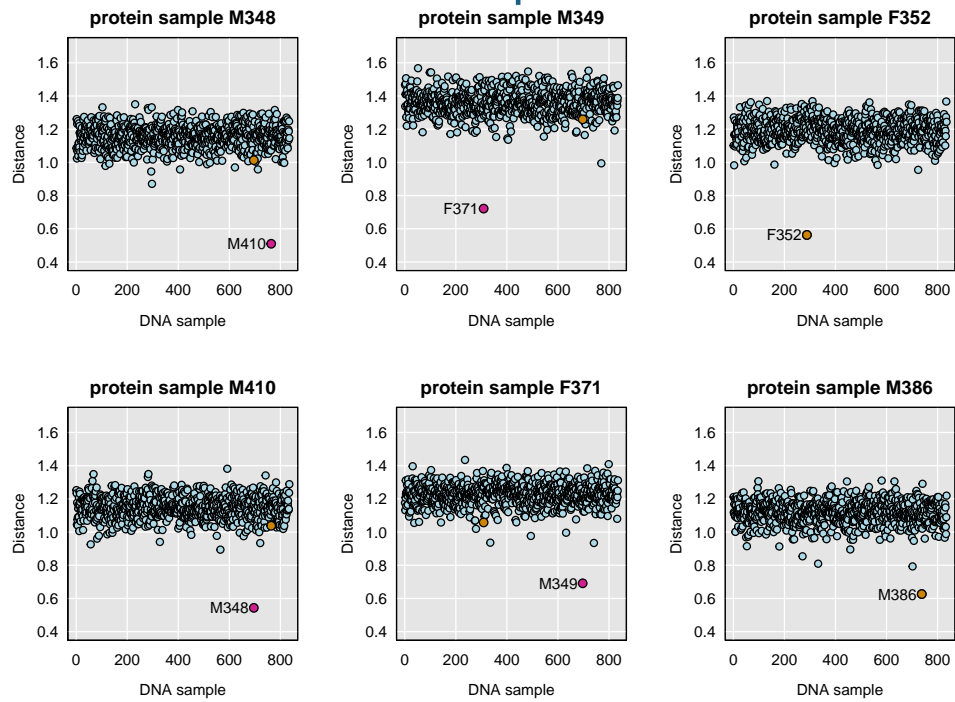 protein sample M348
protein sample M349
protein sample F352
Distance
1.6
1.4
1.2
1.0
0.8
0.6
0.4
M410
0 200 400 600 800
DNA sample
Distance
1.6
1.4
1.2
1.0
0.8
0.6
0.4
F371
0 200 400 600 800
DNA sample
Distance
1.6
1.4
1.2
1.0
0.8
0.6
0.4
F352
0 200 400 600 800
DNA sample
protein sample M410
protein sample F371
protein sample M386
Distance
1.6
1.4
1.2
1.0
0.8
0.6
0.4
M348
0 200 400 600 800
DNA sample
Distance
1.6
1.4
1.2
1.0
0.8
0.6
0.4
M349
0 200 400 600 800
DNA sample
Distance
1.6
1.4
1.2
1.0
0.8
0.6
0.4
M386
0 200 400 600 800
DNA sample